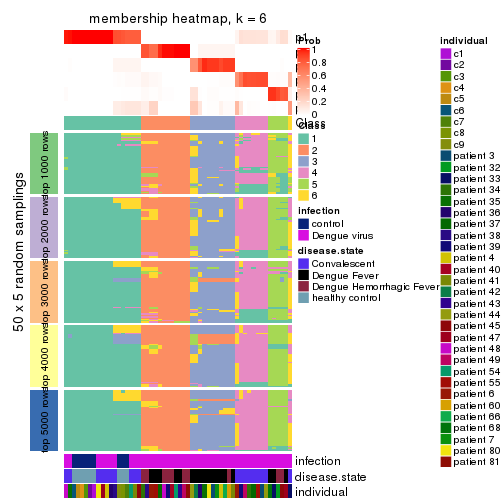 membership heatmap, k = 6
p1
Prob
1
0.8
0.6
0.4
0.2
0
Class
Class
1
2
3
4
5
6
infection
control
Dengue virus
disease.state
Convalescent
Dengue Fever
Dengue Hemorrhagic Fever
healthy control
individual
c1
c2
c3
c4
c5
c6
c7
c8
c9
patient 3
patient 32
patient 33
patient 34
patient 35
patient 36
patient 37
patient 38
patient 39
patient 4
patient 40
patient 41
patient 42
patient 43
patient 44
patient 45
patient 47
patient 48
patient 49
patient 54
patient 55
patient 6
patient 60
patient 66
patient 68
patient 7
patient 80
patient 81
50 x 5 random samplings
top 1000 rows
top 2000 rows
top 3000 rows
top 4000 rows
top 5000 rows
infection
disease.state
individual